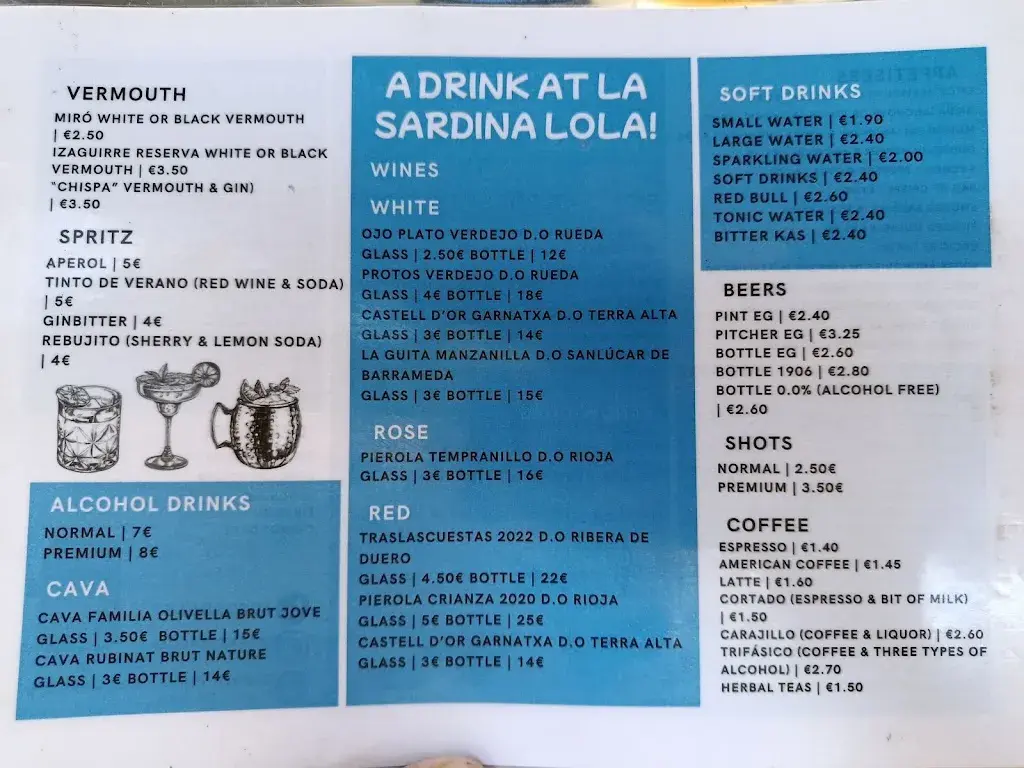 VERMOUTH
MIRÓ WHITE OR BLACK VERMOUTH
| €2.50
IZAGUIRRE RESERVA WHITE OR BLACK
VERMOUTH | €3.50
"CHISPA" VERMOUTH & GIN)
| €3.50
SPRITZ
APEROL | 5€
TINTO DE VERANO (RED WINE & SODA)
| 5€
GINBITTER | 4€
REBUJITO (SHERRY & LEMON SODA)
| 4€
ALCOHOL DRINKS
NORMAL | 7€
PREMIUM | 8€
CAVA
CAVA FAMILIA OLIVELLA BRUT JOVE
GLASS | 3.50€ BOTTLE | 15€
CAVA RUBINAT BRUT NATURE
GLASS | 3€ BOTTLE | 14€
A DRINK AT LA
SARDINA LOLA!
WINES
WHITE
OJO PLATO VERDEJO D.O RUEDA
GLASS | 2.50€ BOTTLE | 12€
PROTOS VERDEJO D.O RUEDA
GLASS | 4€ BOTTLE | 18€
CASTELL D'OR GARNATXA D.O TERRA ALTA
GLASS | 3€ BOTTLE | 14€
LA GUITA MANZANILLA D.O SANLÚCAR DE
BARRAMEDA
GLASS | 3€ BOTTLE | 15€
ROSE
PIEROLA TEMPRANILLO D.O RIOJA
GLASS | 3€ BOTTLE | 16€
RED
TRASLASCUESTAS 2022 D.O RIBERA DE
DUERO
GLASS | 4.50€ BOTTLE | 22€
PIEROLA CRIANZA 2020 D.O RIOJA
GLASS | 5€ BOTTLE | 25€
CASTELL D'OR GARNATXA D.O TERRA ALTA
GLASS | 3€ BOTTLE | 14€
SOFT DRINKS
SMALL WATER | €1.90
LARGE WATER | €2.40
SPARKLING WATER | €2.00
SOFT DRINKS | €2.40
RED BULL | €2.60
TONIC WATER | €2.40
BITTER KAS | €2.40
BEERS
PINT EG | €2.40
PITCHER EG | €3.25
BOTTLE EG | €2.60
BOTTLE 1906 | €2.80
BOTTLE 0.0% (ALCOHOL FREE)
| €2.60
SHOTS
NORMAL | 2.50€
PREMIUM | 3.50€
COFFEE
ESPRESSO | €1.40
AMERICAN COFFEE | €1.45
LATTE | €1.60
CORTADO (ESPRESSO & BIT OF MILK)
| €1.50
CARAJILLO (COFFEE & LIQUOR) | €2.60
TRIFÁSICO (COFFEE & THREE TYPES OF
ALCOHOL) | €2.70
HERBAL TEAS | €1.50